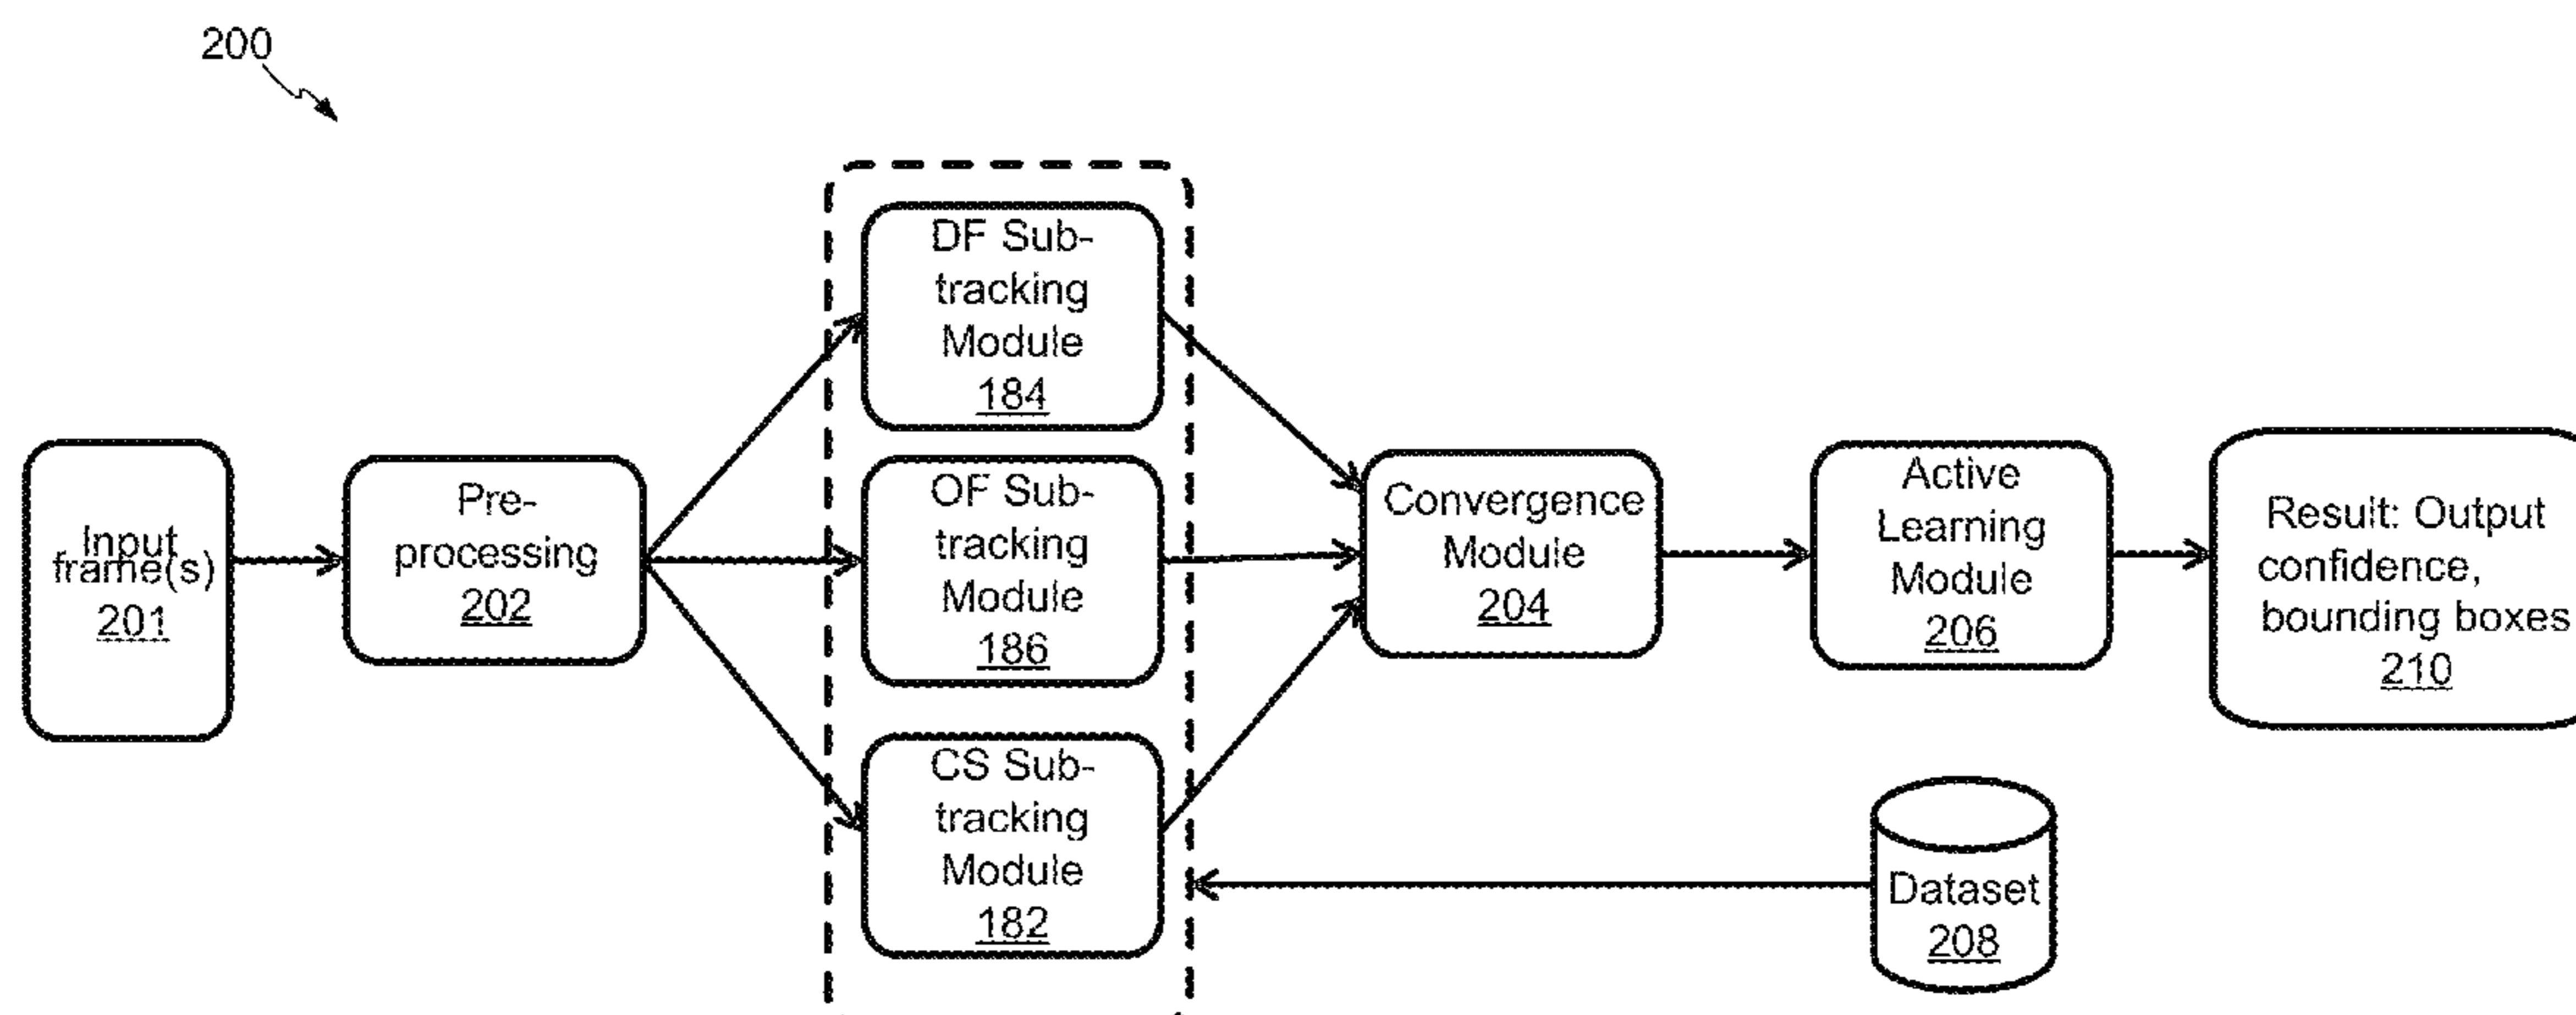 200
Input
frame(s)
201
Pre-
processing
202
DF Sub-
tracking
Module
184
OF Sub-
tracking
Module
186
CS Sub-
tracking
Module
182
Convergence
Module
204
Active
Learning
Module
206
Result: Output
confidence,
bounding boxes
210
Dataset
208